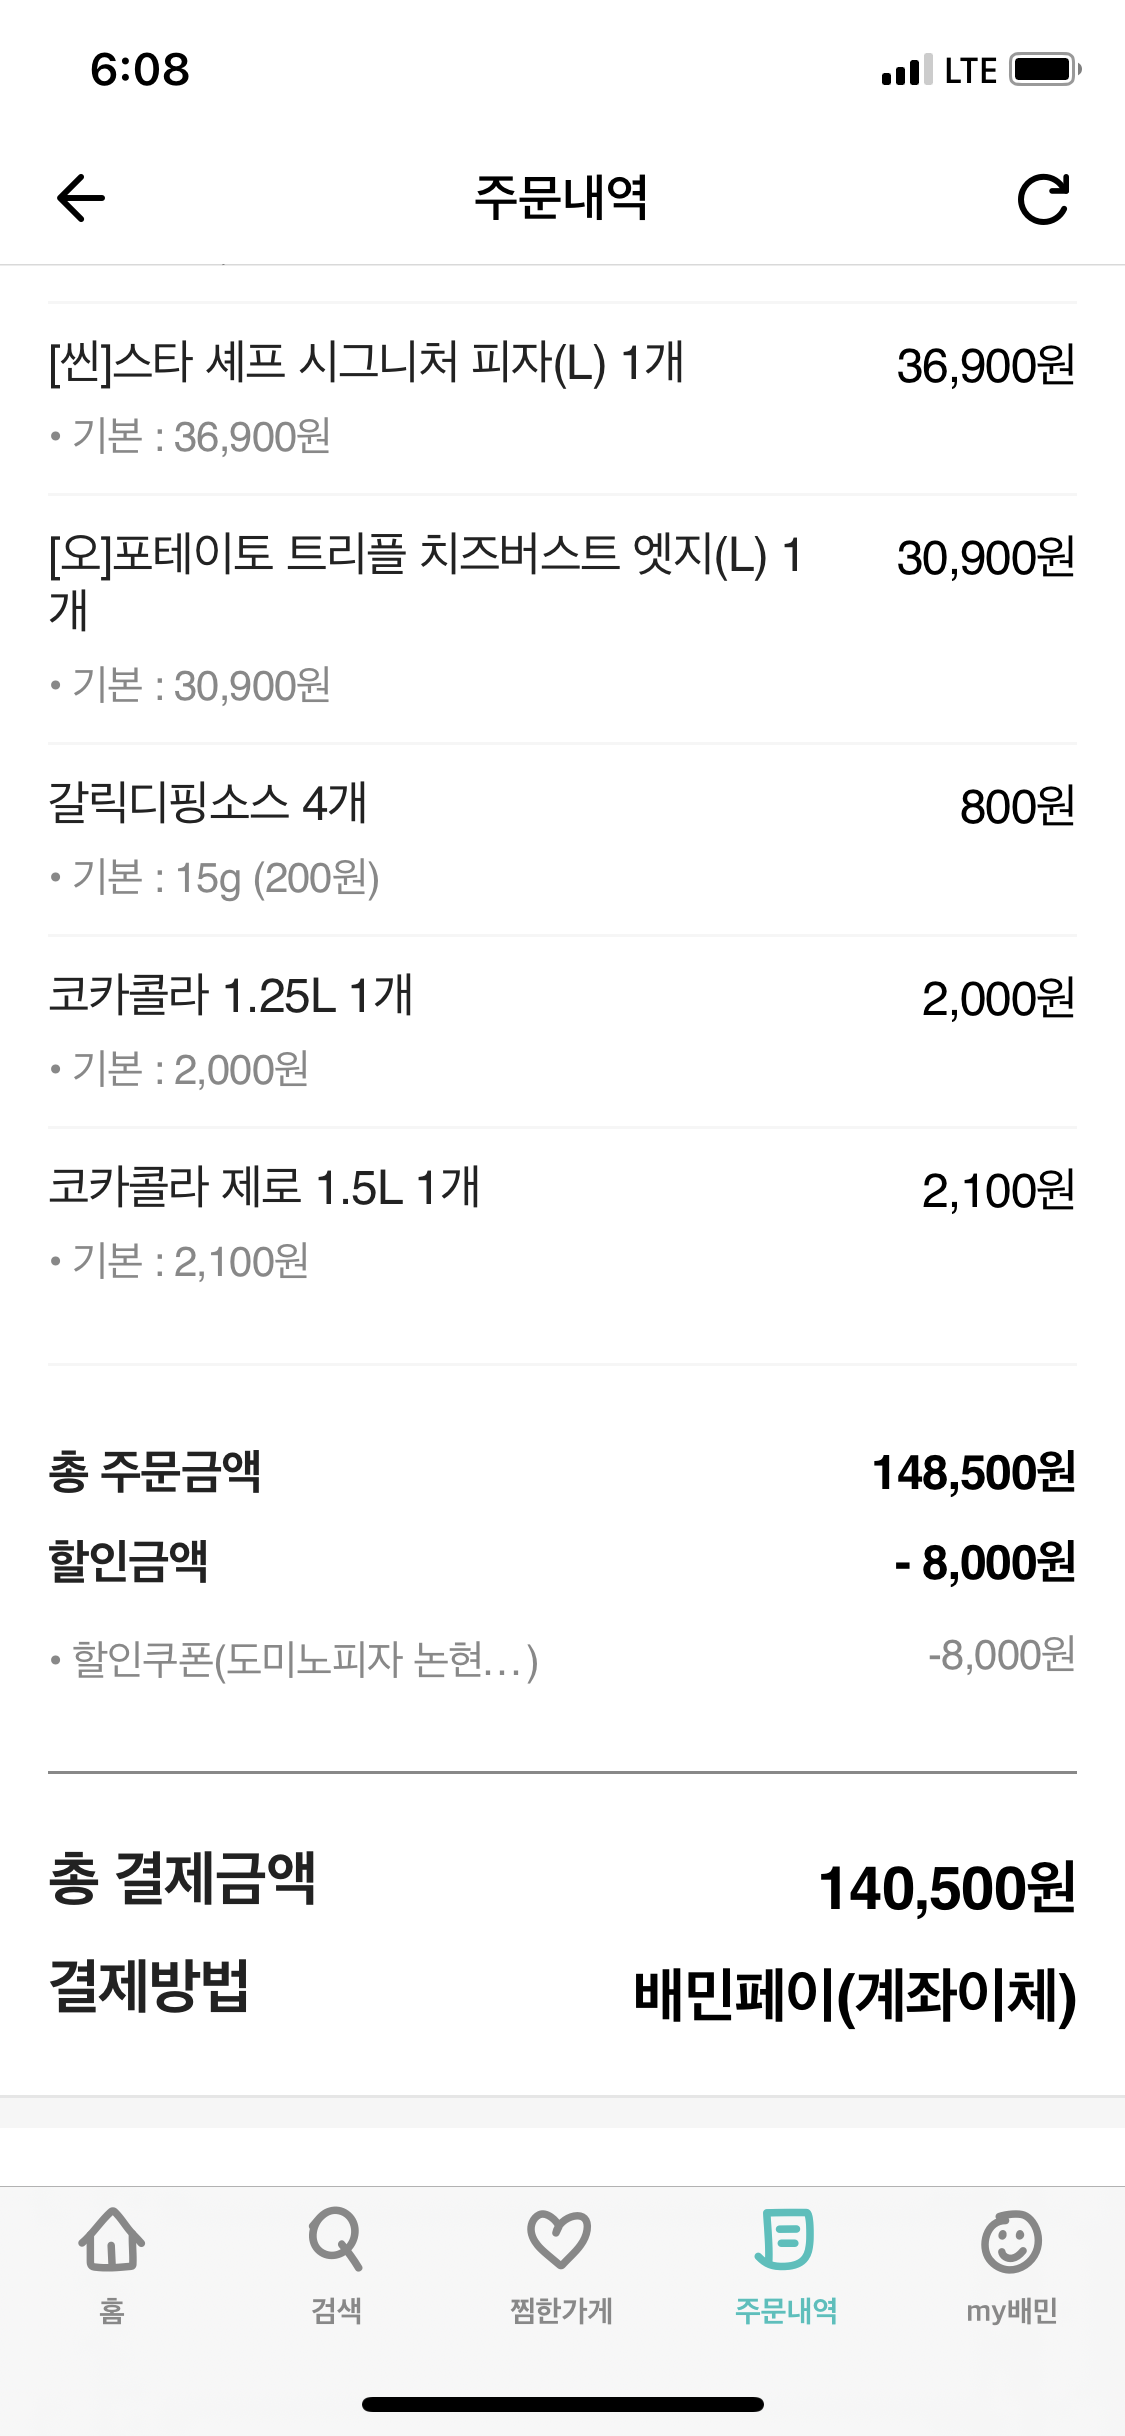 6:08
LTE
주문내역
[씬]스타 셰프 시그니처 피자(L) 1개
36,900원
• 기본 : 36,900원
[오]포테이토 트리플 치즈버스트 엣지(L) 1
개
30,900원
• 기본 : 30,900원
갈릭디핑소스 4개
800원
• 기본 : 15g (200원)
코카콜라 1.25L 1개
2,000원
• 기본 : 2,000원
코카콜라 제로 1.5L 1개
2,100원
• 기본 : 2,100원
총 주문금액
148,500원
할인금액
- 8,000원
• 할인쿠폰(도미노피자 논현...)
-8,000원
총 결제금액
140,500원
결제방법
배민페이(계좌이체)
홈
검색
찜한가게
주문내역
my배민